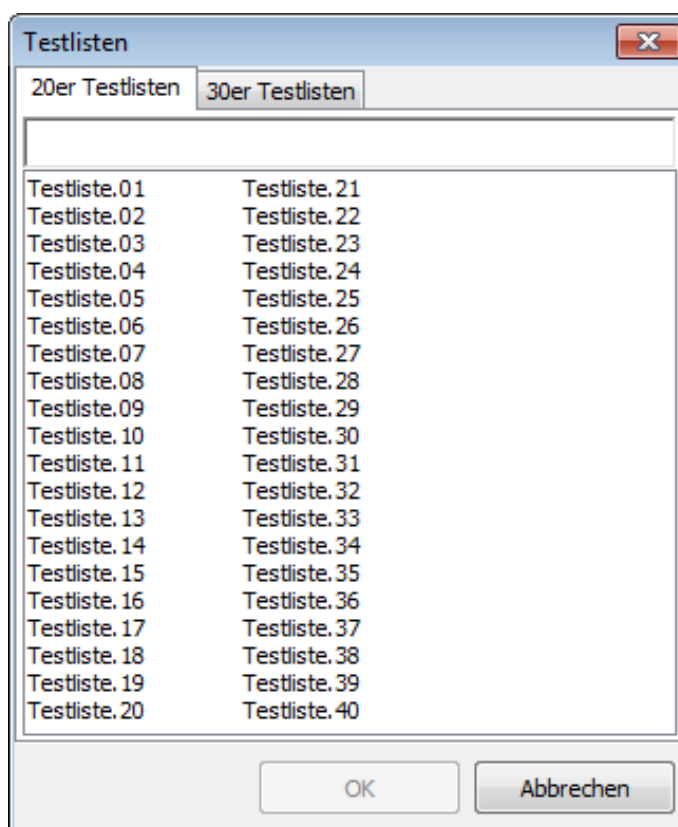 Testlisten
20er Testlisten 30er Testlisten
Testliste.01 Testliste.21
Testliste.02 Testliste.22
Testliste.03 Testliste.23
Testliste.04 Testliste.24
Testliste.05 Testliste.25
Testliste.06 Testliste.26
Testliste.07 Testliste.27
Testliste.08 Testliste.28
Testliste.09 Testliste.29
Testliste.10 Testliste.30
Testliste.11 Testliste.31
Testliste.12 Testliste.32
Testliste.13 Testliste.33
Testliste.14 Testliste.34
Testliste.15 Testliste.35
Testliste.16 Testliste.36
Testliste.17 Testliste.37
Testliste.18 Testliste.38
Testliste.19 Testliste.39
Testliste.20 Testliste.40
OK Abbrechen